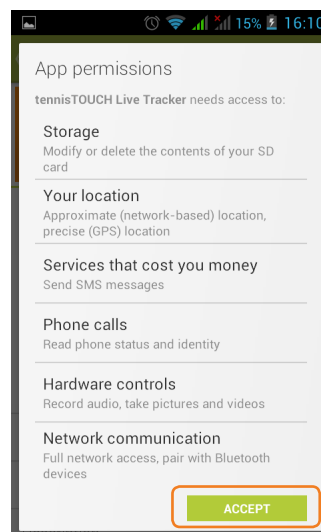 15% 16:10
App permissions
tennisTOUCH Live Tracker needs access to:
Storage
Modify or delete the contents of your SD
card
Your location
Approximate (network-based) location,
precise (GPS) location
Services that cost you money
Send SMS messages
Phone calls
Read phone status and identity
Hardware controls
Record audio, take pictures and videos
Network communication
Full network access, pair with Bluetooth
devices
ACCEPT